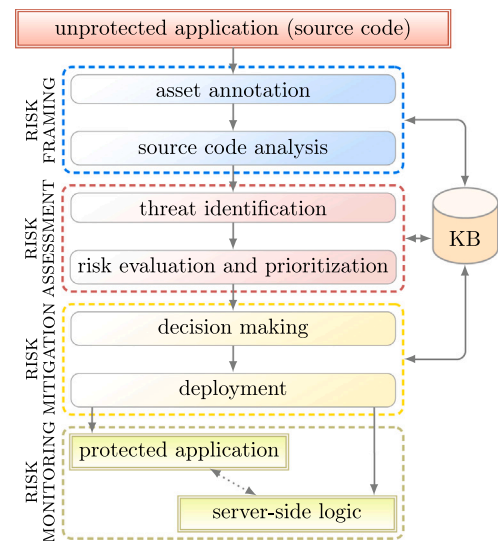 unprotected application (source code)
RISK
FRAMING
asset annotation
source code analysis
RISK
ASSESSMENT
threat identification
risk evaluation and prioritization
KB
RISK
MITIGATION
decision making
deployment
RISK
MONITORING
protected application
server-side logic